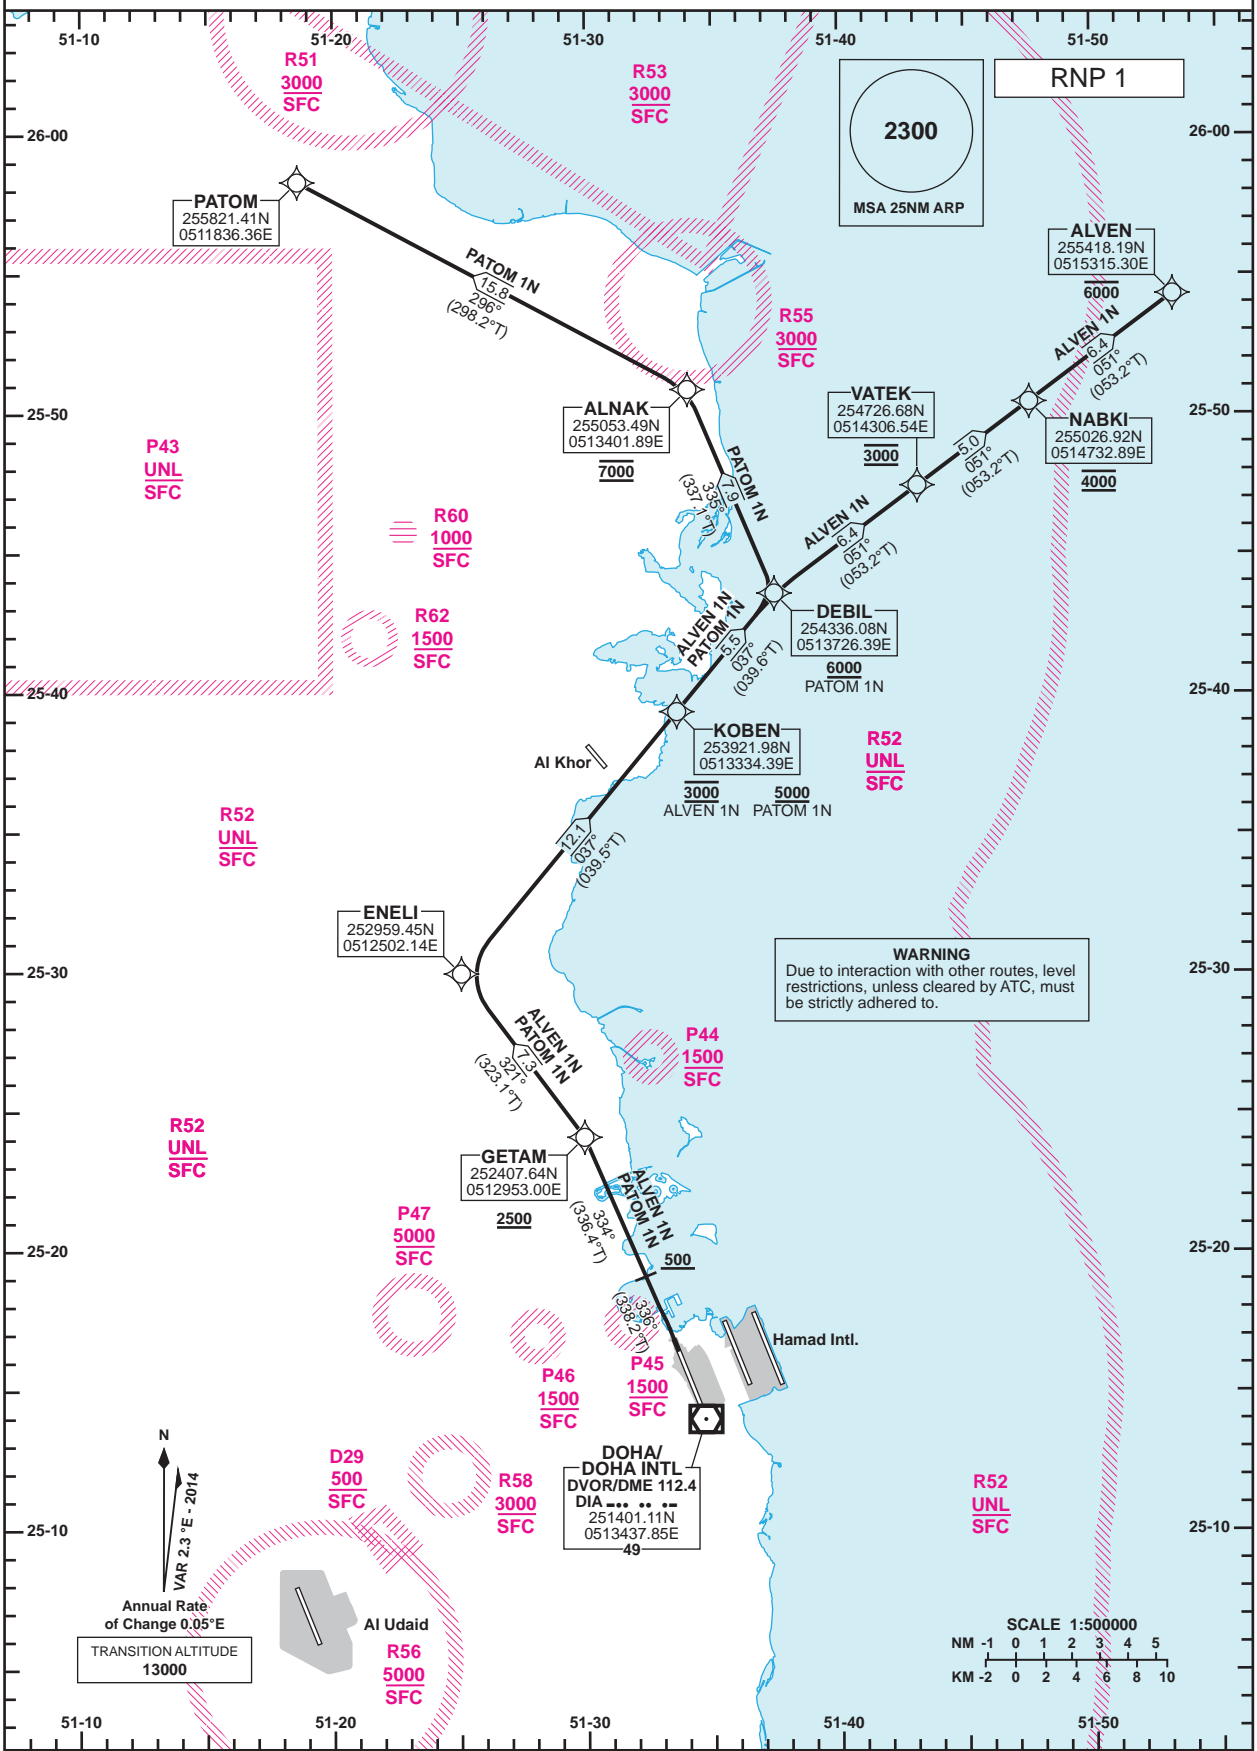 51-10
51-20
51-30
51-40
51-50
R51
3000
SFC
R53
3000
SFC
2300
MSA 25NM ARP
RNP 1
26-00
26-00
PATOM
255821.41N
0511836.36E
ALVEN
255418.19N
0515315.30E
6000
PATOM 1N
15.8
296°
(298.2°T)
R55
3000
SFC
ALVEN 1N
6.4
051°
(053.2°T)
VATEK
254726.68N
0514306.54E
3000
NABKI
255026.92N
0514732.89E
4000
5.0
051°
(053.2°T)
25-50
25-50
ALNAK
255053.49N
0513401.89E
7000
P43
UNL
SFC
PATOM 1N
7.9
335°
(337.1°T)
ALVEN 1N
6.4
051°
(053.2°T)
R60
1000
SFC
R62
1500
SFC
ALVEN 1N
PATOM 1N
5.5
037°
(039.6°T)
DEBIL
254336.08N
0513726.39E
6000
PATOM 1N
25-40
25-40
KOBEN
253921.98N
0513334.39E
3000
ALVEN 1N
5000
PATOM 1N
R52
UNL
SFC
Al Khor
R52
UNL
SFC
12.1
037°
(039.5°T)
ENELI
252959.45N
0512502.14E
WARNING
Due to interaction with other routes, level
restrictions, unless cleared by ATC, must
be strictly adhered to.
25-30
25-30
ALVEN 1N
PATOM 1N
7.3
321°
(323.1°T)
P44
1500
SFC
R52
UNL
SFC
GETAM
252407.64N
0512953.00E
2500
ALVEN 1N
PATOM 1N
334°
(336.4°T)
P47
5000
SFC
25-20
25-20
500
336°
(338.2°T)
Hamad Intl.
P46
1500
SFC
P45
1500
SFC
DOHA/
DOHA INTL
DVOR/DME 112.4
DIA
251401.11N
0513437.85E
49
N
VAR 2.3 °E - 2014
Annual Rate
of Change 0.05°E
D29
500
SFC
R58
3000
SFC
R52
UNL
SFC
25-10
25-10
TRANSITION ALTITUDE
13000
Al Udaid
R56
5000
SFC
SCALE 1:500000
NM -1 0 1 2 3 4 5
KM -2 0 2 4 6 8 10
51-10
51-20
51-30
51-40
51-50